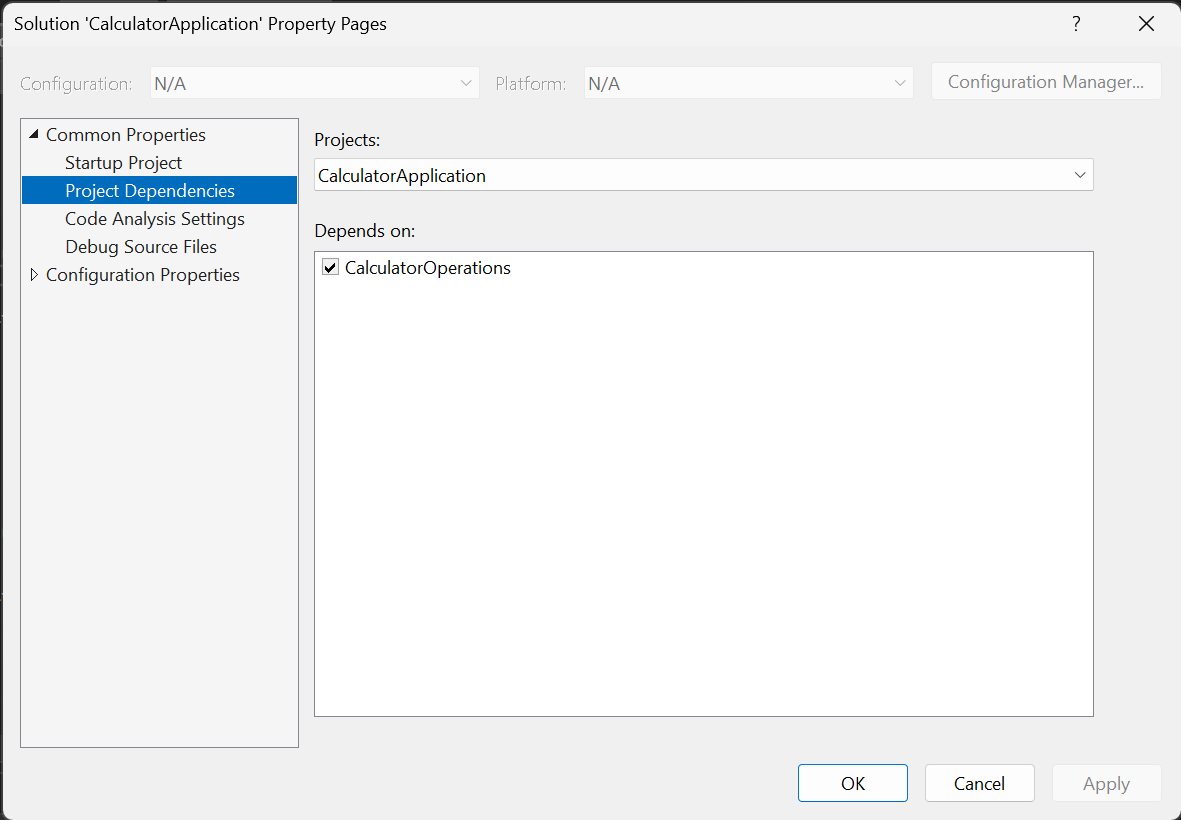 Solution 'CalculatorApplication' Property Pages ?
Configuration: N/A Platform: N/A Configuration Manager...
Common Properties
Startup Project
Project Dependencies
Code Analysis Settings
Debug Source Files
Configuration Properties
Projects:
CalculatorApplication
Depends on:
CalculatorOperations
OK Cancel Apply